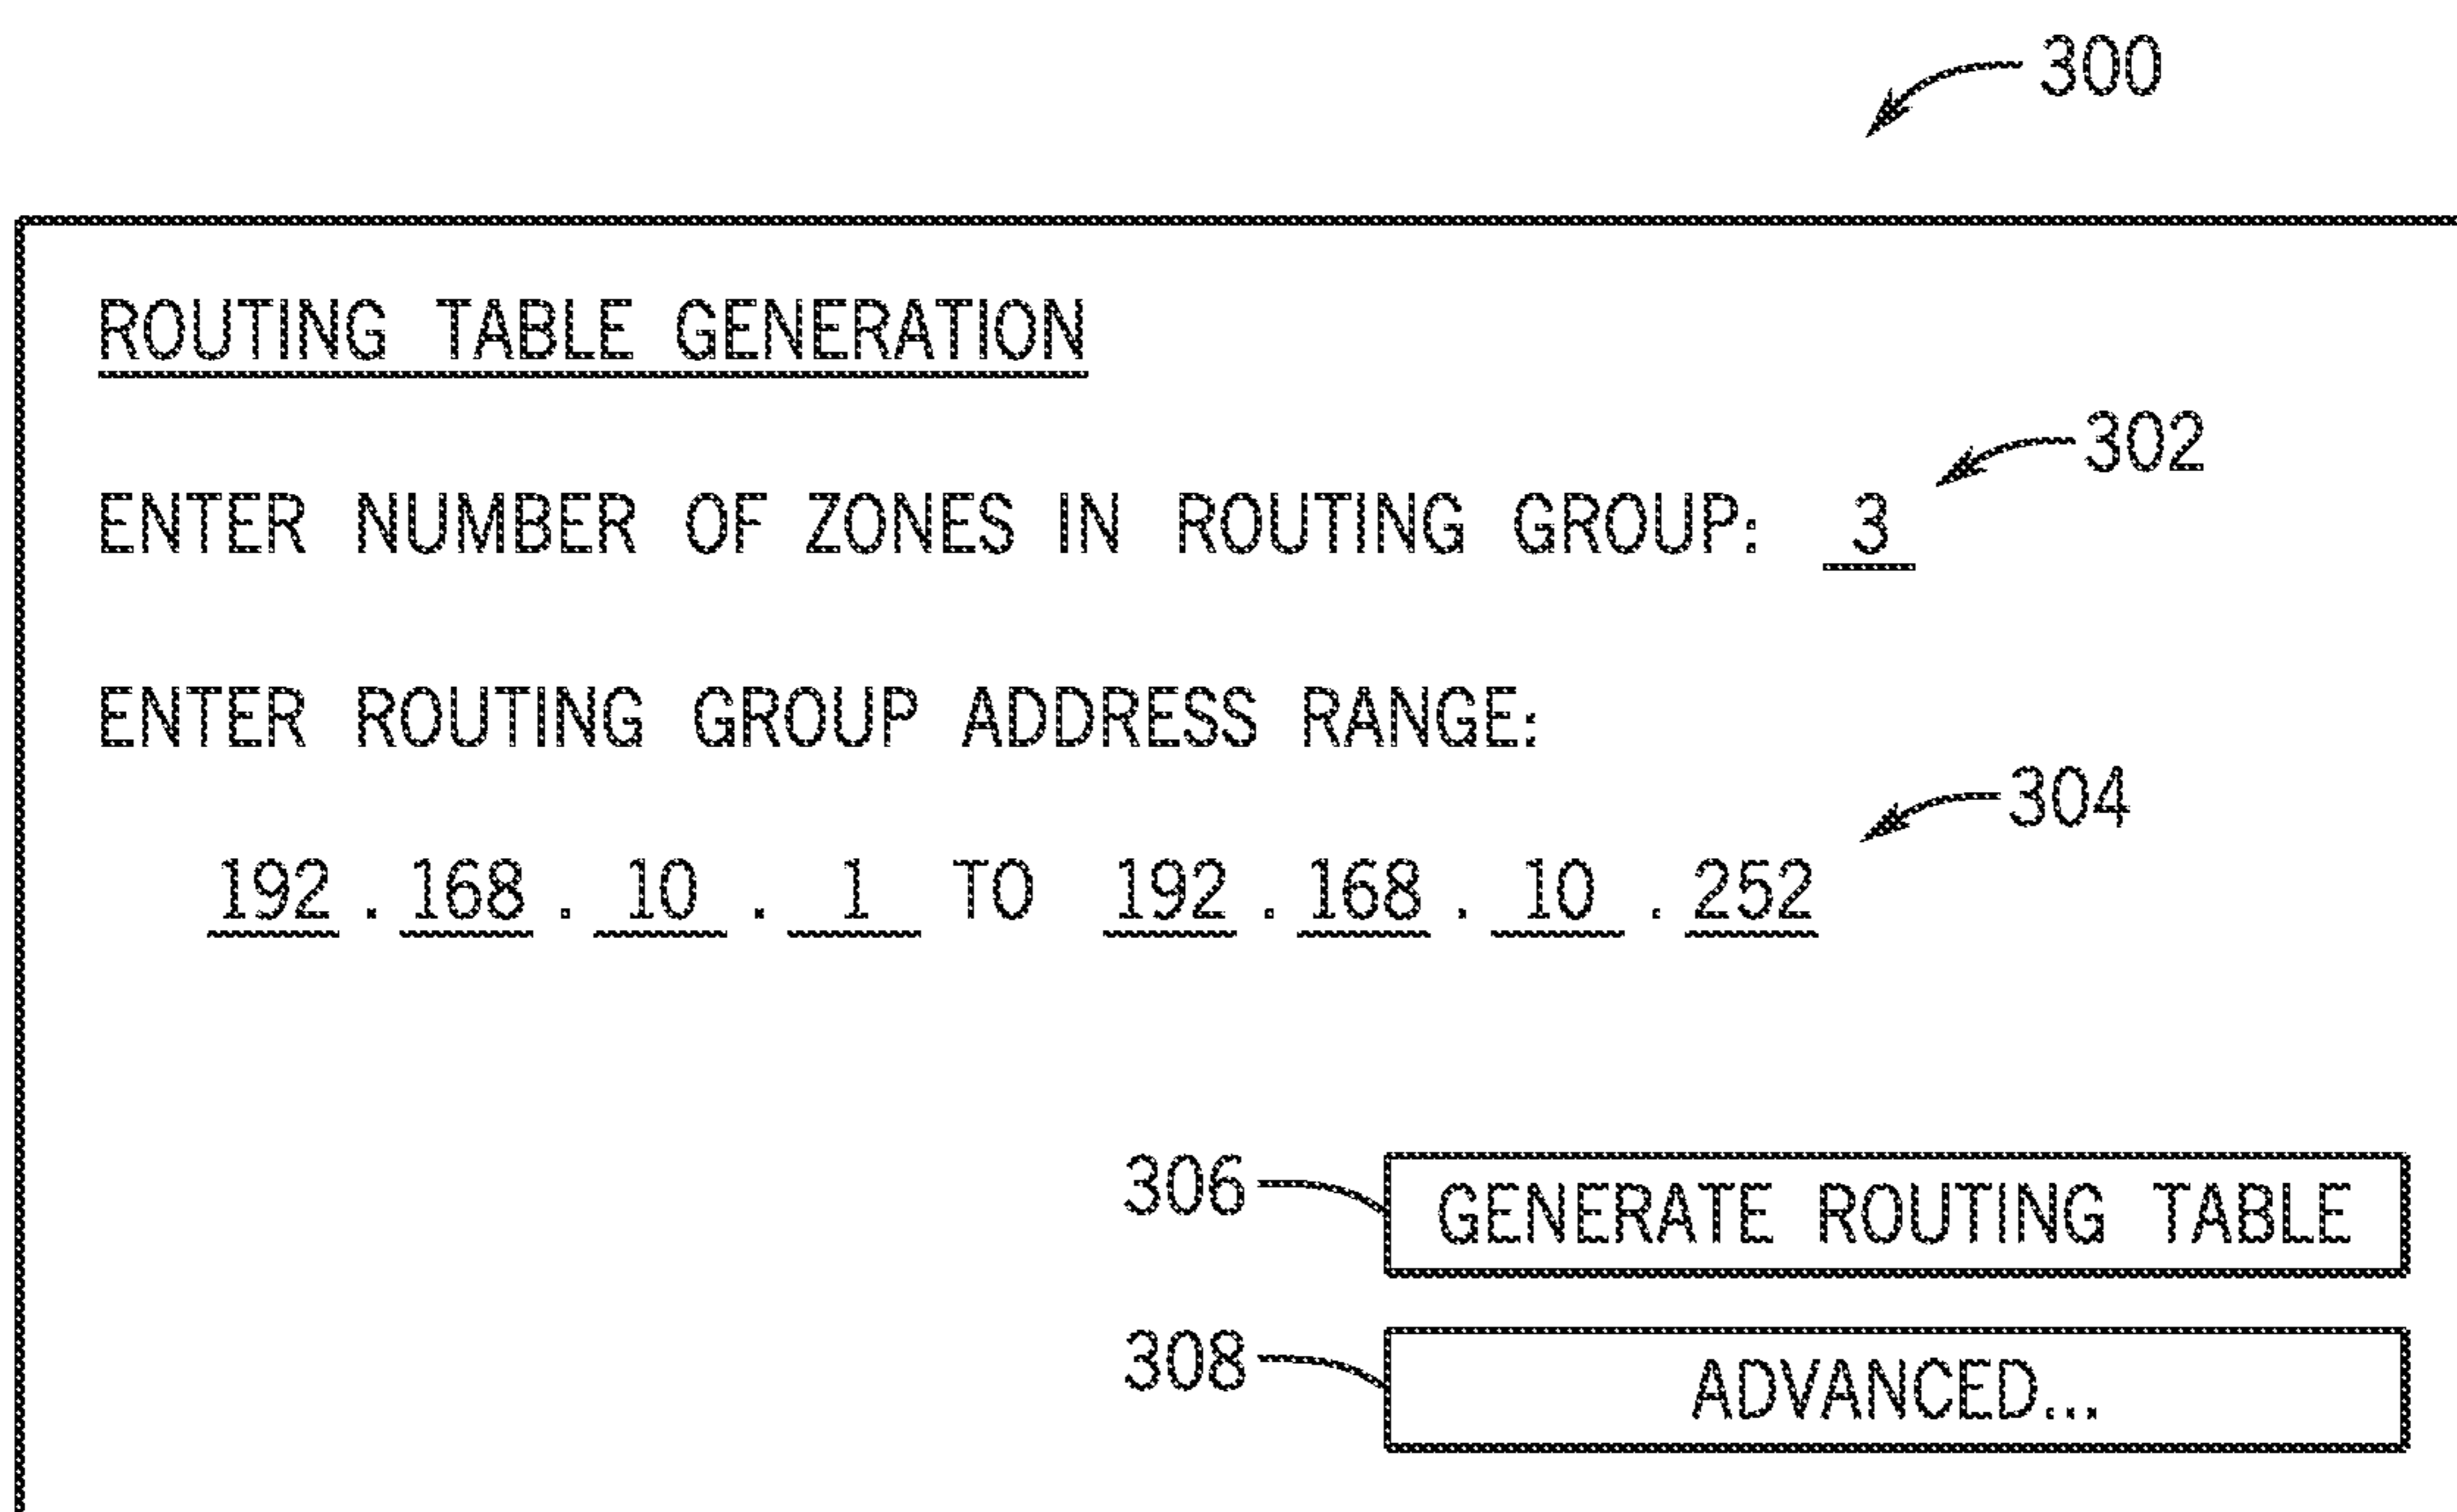 300
ROUTING TABLE GENERATION
302
ENTER NUMBER OF ZONES IN ROUTING GROUP: 3
ENTER ROUTING GROUP ADDRESS RANGE:
304
192 . 168 . 10 . 1 TO 192 . 168 . 10 . 252
306 GENERATE ROUTING TABLE
308 ADVANCED...